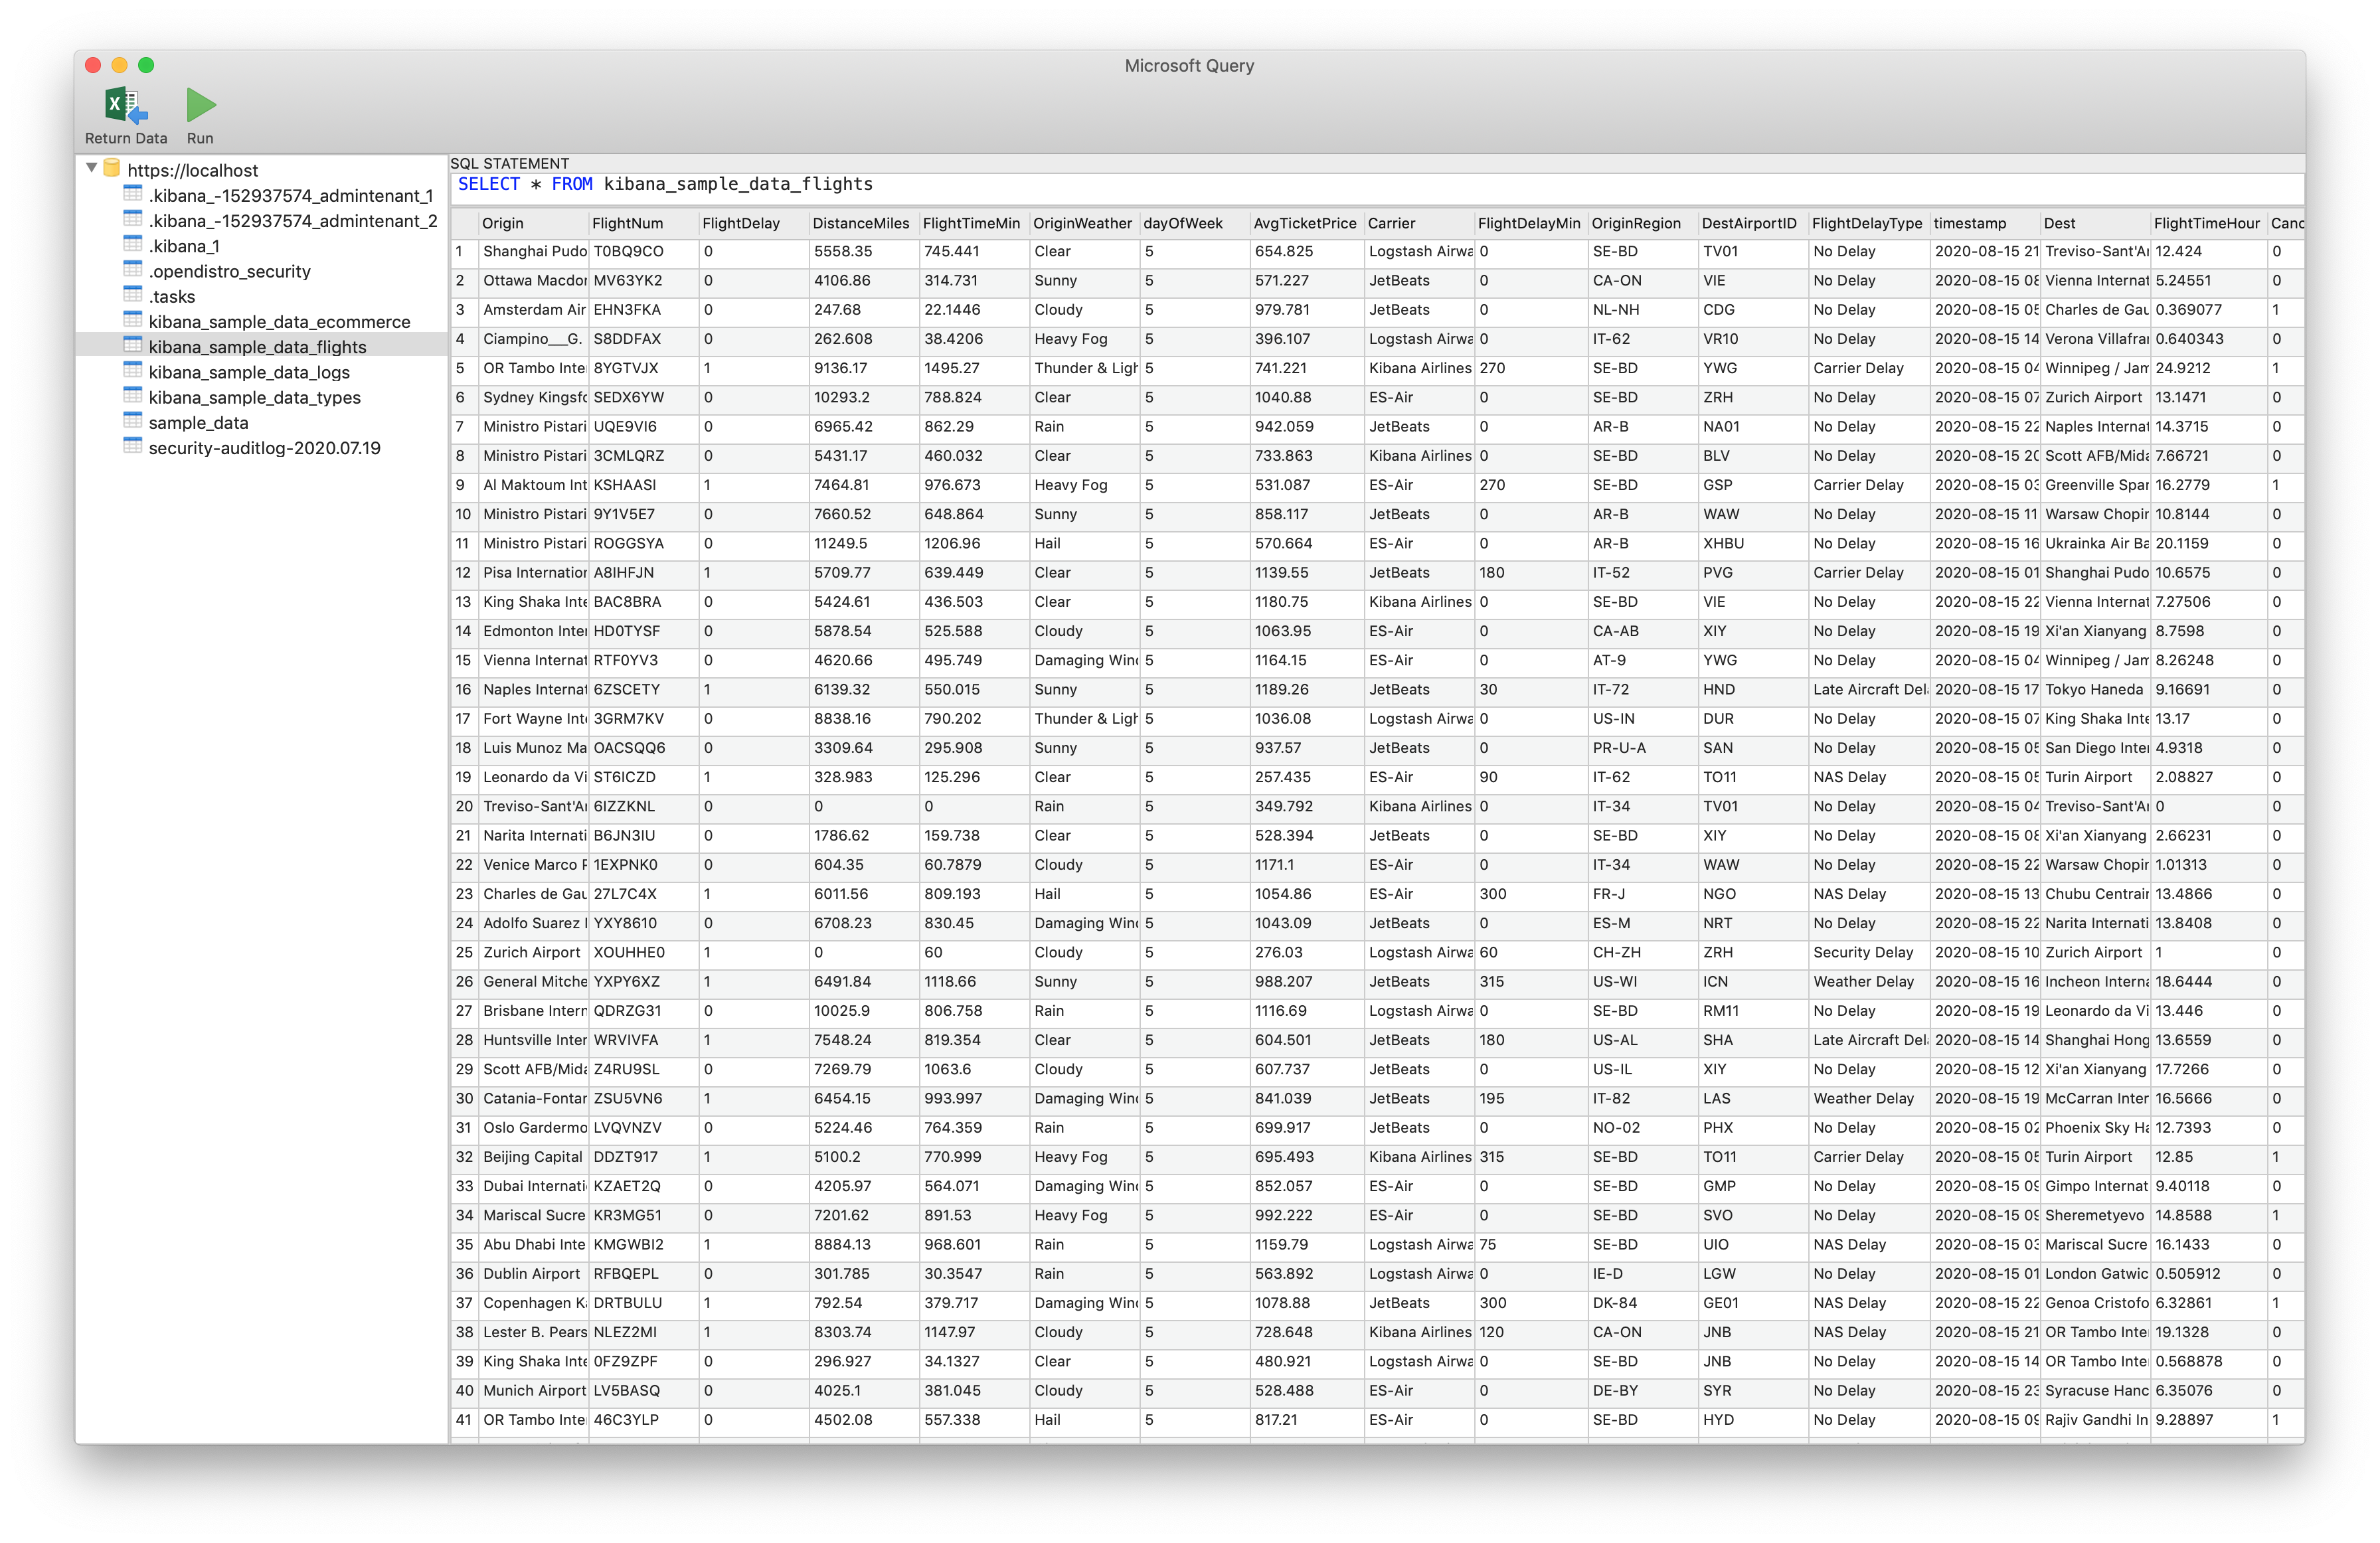 Microsoft Query
Return Data Run
https://localhost
.kibana_-152937574_admintenant_1
.kibana_-152937574_admintenant_2
.kibana_1
.opendistro_security
.tasks
kibana_sample_data_ecommerce
kibana_sample_data_flights
kibana_sample_data_logs
kibana_sample_data_types
sample_data
security-auditlog-2020.07.19
SQL STATEMENT
SELECT * FROM kibana_sample_data_flights
Origin FlightNum FlightDelay DistanceMiles FlightTimeMin OriginWeather dayOfWeek AvgTicketPrice Carrier FlightDelayMin OriginRegion DestAirportID FlightDelayType timestamp Dest FlightTimeHour Canc
1 Shanghai Pudo T0BQ9CO 0 5558.35 745.441 Clear 5 654.825 Logstash Airwa 0 SE-BD TV01 No Delay 2020-08-15 21 Treviso-Sant'Ar 12.424 0
2 Ottawa Macdor MV63YK2 0 4106.86 314.731 Sunny 5 571.227 JetBeats 0 CA-ON VIE No Delay 2020-08-15 08 Vienna Internat 5.24551 0
3 Amsterdam Air EHN3FKA 0 247.68 22.1446 Cloudy 5 979.781 JetBeats 0 NL-NH CDG No Delay 2020-08-15 05 Charles de Gau 0.369077 1
4 Ciampino___G. S8DDFAX 0 262.608 38.4206 Heavy Fog 5 396.107 Logstash Airwa 0 IT-62 VR10 No Delay 2020-08-15 14 Verona Villafrar 0.640343 0
5 OR Tambo Inte 8YGTVJX 1 9136.17 1495.27 Thunder & Ligh 5 741.221 Kibana Airlines 270 SE-BD YWG Carrier Delay 2020-08-15 04 Winnipeg / Jam 24.9212 1
6 Sydney Kingsfo SEDX6YW 0 10293.2 788.824 Clear 5 1040.88 ES-Air 0 SE-BD ZRH No Delay 2020-08-15 07 Zurich Airport 13.1471 0
7 Ministro Pistari UQE9VI6 0 6965.42 862.29 Rain 5 942.059 JetBeats 0 AR-B NA01 No Delay 2020-08-15 22 Naples Internat 14.3715 0
8 Ministro Pistari 3CMLQRZ 0 5431.17 460.032 Clear 5 733.863 Kibana Airlines 0 SE-BD BLV No Delay 2020-08-15 20 Scott AFB/Mida 7.66721 0
9 Al Maktoum Int KSHAASI 1 7464.81 976.673 Heavy Fog 5 531.087 ES-Air 270 SE-BD GSP Carrier Delay 2020-08-15 03 Greenville Spar 16.2779 1
10 Ministro Pistari 9Y1V5E7 0 7660.52 648.864 Sunny 5 858.117 JetBeats 0 AR-B WAW No Delay 2020-08-15 11 Warsaw Chopin 10.8144 0
11 Ministro Pistari ROGGSYA 0 11249.5 1206.96 Hail 5 570.664 ES-Air 0 AR-B XHBU No Delay 2020-08-15 16 Ukrainka Air Ba 20.1159 0
12 Pisa Internation A8IHFJN 1 5709.77 639.449 Clear 5 1139.55 JetBeats 180 IT-52 PVG Carrier Delay 2020-08-15 01 Shanghai Pudo 10.6575 0
13 King Shaka Inte BAC8BRA 0 5424.61 436.503 Clear 5 1180.75 Kibana Airlines 0 SE-BD VIE No Delay 2020-08-15 22 Vienna Internat 7.27506 0
14 Edmonton Inter HD0TYSF 0 5878.54 525.588 Cloudy 5 1063.95 ES-Air 0 CA-AB XIY No Delay 2020-08-15 19 Xi'an Xianyang 8.7598 0
15 Vienna Internat RTF0YV3 0 4620.66 495.749 Damaging Wind 5 1164.15 ES-Air 0 AT-9 YWG No Delay 2020-08-15 04 Winnipeg / Jam 8.26248 0
16 Naples Internat 6ZSCETY 1 6139.32 550.015 Sunny 5 1189.26 JetBeats 30 IT-72 HND Late Aircraft Del 2020-08-15 17 Tokyo Haneda 9.16691 0
17 Fort Wayne Inte 3GRM7KV 0 8838.16 790.202 Thunder & Ligh 5 1036.08 Logstash Airwa 0 US-IN DUR No Delay 2020-08-15 07 King Shaka Inte 13.17 0
18 Luis Munoz Ma OACSQQ6 0 3309.64 295.908 Sunny 5 937.57 JetBeats 0 PR-U-A SAN No Delay 2020-08-15 05 San Diego Inter 4.9318 0
19 Leonardo da Vi ST6ICZD 1 328.983 125.296 Clear 5 257.435 ES-Air 90 IT-62 TO11 NAS Delay 2020-08-15 05 Turin Airport 2.08827 0
20 Treviso-Sant'Ar 6IZZKNL 0 0 0 Rain 5 349.792 Kibana Airlines 0 IT-34 TV01 No Delay 2020-08-15 04 Treviso-Sant'Ar 0 0
21 Narita Internati B6JN3IU 0 1786.62 159.738 Clear 5 528.394 JetBeats 0 SE-BD XIY No Delay 2020-08-15 08 Xi'an Xianyang 2.66231 0
22 Venice Marco P 1EXPNK0 0 604.35 60.7879 Cloudy 5 1171.1 ES-Air 0 IT-34 WAW No Delay 2020-08-15 22 Warsaw Chopin 1.01313 0
23 Charles de Gau 27L7C4X 1 6011.56 809.193 Hail 5 1054.86 ES-Air 300 FR-J NGO NAS Delay 2020-08-15 13 Chubu Centrair 13.4866 0
24 Adolfo Suarez YXY8610 0 6708.23 830.45 Damaging Wind 5 1043.09 JetBeats 0 ES-M NRT No Delay 2020-08-15 22 Narita Internati 13.8408 0
25 Zurich Airport XOUHHE0 1 0 60 Cloudy 5 276.03 Logstash Airwa 60 CH-ZH ZRH Security Delay 2020-08-15 10 Zurich Airport 1 0
26 General Mitche YXPY6XZ 1 6491.84 1118.66 Sunny 5 988.207 JetBeats 315 US-WI ICN Weather Delay 2020-08-15 16 Incheon Interna 18.6444 0
27 Brisbane Intern QDRZG31 0 10025.9 806.758 Rain 5 1116.69 Logstash Airwa 0 SE-BD RM11 No Delay 2020-08-15 19 Leonardo da Vi 13.446 0
28 Huntsville Inter WRVIVFA 1 7548.24 819.354 Clear 5 604.501 JetBeats 180 US-AL SHA Late Aircraft Del 2020-08-15 14 Shanghai Hong 13.6559 0
29 Scott AFB/Mida Z4RU9SL 0 7269.79 1063.6 Cloudy 5 607.737 JetBeats 0 US-IL XIY No Delay 2020-08-15 12 Xi'an Xianyang 17.7266 0
30 Catania-Fontar ZSU5VN6 1 6454.15 993.997 Damaging Wind 5 841.039 JetBeats 195 IT-82 LAS Weather Delay 2020-08-15 19 McCarran Inter 16.5666 0
31 Oslo Gardermo LVQVNZV 0 5224.46 764.359 Rain 5 699.917 JetBeats 0 NO-02 PHX No Delay 2020-08-15 02 Phoenix Sky Ha 12.7393 0
32 Beijing Capital DDZT917 1 5100.2 770.999 Heavy Fog 5 695.493 Kibana Airlines 315 SE-BD TO11 Carrier Delay 2020-08-15 05 Turin Airport 12.85 1
33 Dubai Internati KZAET2Q 0 4205.97 564.071 Damaging Wind 5 852.057 ES-Air 0 SE-BD GMP No Delay 2020-08-15 09 Gimpo Internat 9.40118 0
34 Mariscal Sucre KR3MG51 0 7201.62 891.53 Heavy Fog 5 992.222 ES-Air 0 SE-BD SVO No Delay 2020-08-15 09 Sheremetyevo 14.8588 1
35 Abu Dhabi Inte KMGWBI2 1 8884.13 968.601 Rain 5 1159.79 Logstash Airwa 75 SE-BD UIO NAS Delay 2020-08-15 03 Mariscal Sucre 16.1433 0
36 Dublin Airport RFBQEPL 0 301.785 30.3547 Rain 5 563.892 Logstash Airwa 0 IE-D LGW No Delay 2020-08-15 01 London Gatwic 0.505912 0
37 Copenhagen Ka DRTBULU 1 792.54 379.717 Damaging Wind 5 1078.88 JetBeats 300 DK-84 GE01 NAS Delay 2020-08-15 22 Genoa Cristofo 6.32861 1
38 Lester B. Pears NLEZ2MI 1 8303.74 1147.97 Cloudy 5 728.648 Kibana Airlines 120 CA-ON JNB NAS Delay 2020-08-15 21 OR Tambo Inte 19.1328 0
39 King Shaka Inte 0FZ9ZPF 0 296.927 34.1327 Clear 5 480.921 Logstash Airwa 0 SE-BD JNB No Delay 2020-08-15 14 OR Tambo Inte 0.568878 0
40 Munich Airport LV5BASQ 0 4025.1 381.045 Cloudy 5 528.488 ES-Air 0 DE-BY SYR No Delay 2020-08-15 23 Syracuse Hanc 6.35076 0
41 OR Tambo Inte 46C3YLP 0 4502.08 557.338 Hail 5 817.21 ES-Air 0 SE-BD HYD No Delay 2020-08-15 09 Rajiv Gandhi In 9.28897 1